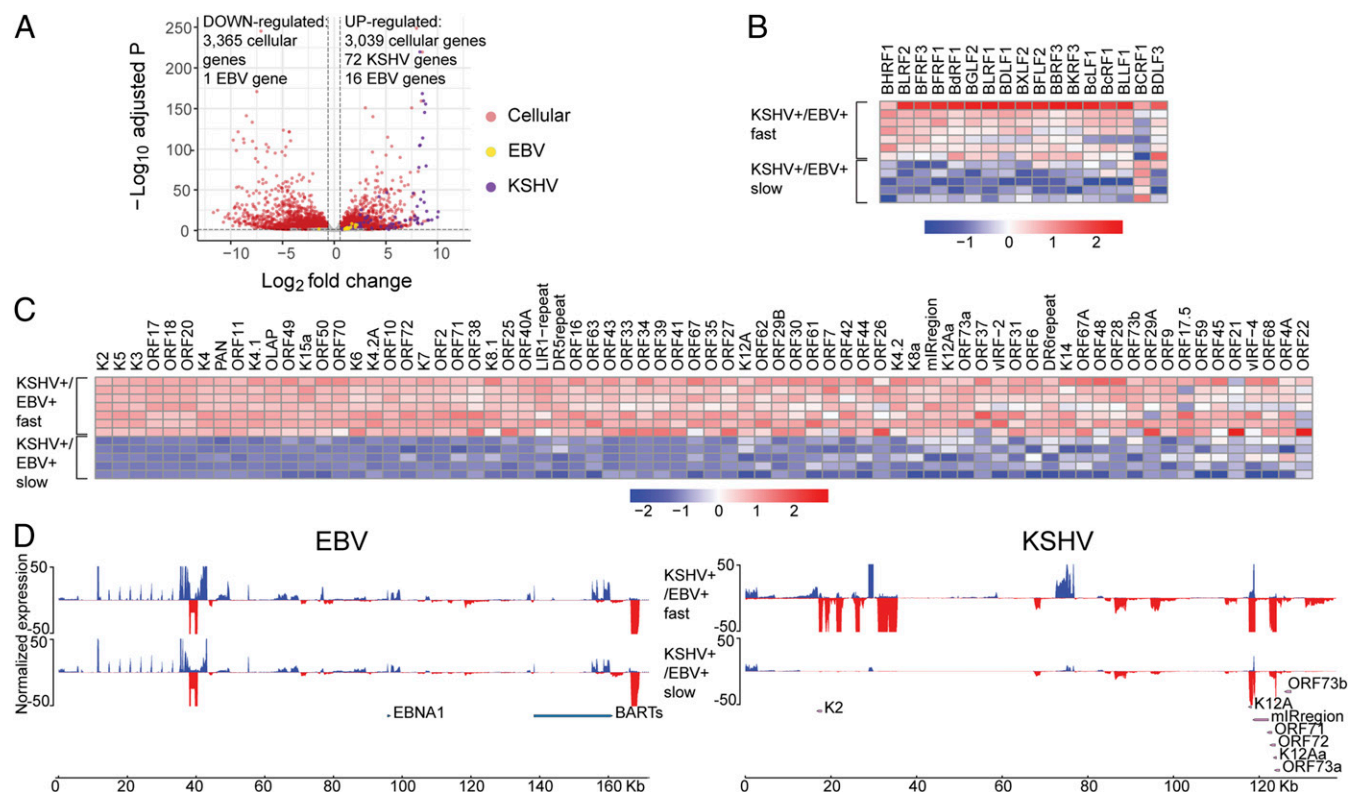 A
DOWN-regulated:
3,365 cellular
genes
1 EBV gene
UP-regulated:
3,039 cellular genes
72 KSHV genes
16 EBV genes
−Log10 adjusted P
250
200
150
100
50
0
−10
−5
0
5
10
Log2 fold change
Cellular
EBV
KSHV
B
BHRF1
BLRF2
BFRF3
BFRF1
BdRF1
BGLF2
BLRF1
BDLF1
BXLF2
BFLF2
BBRF3
BKRF3
BGLF1
BcRF1
BLLF1
BCRF1
BDLF3
KSHV+/EBV+
fast
KSHV+/EBV+
slow
−1
0
1
2
C
K2
K5
K3
ORF17
ORF18
ORF20
K4
PAN
ORF11
K4.1
OLAP
ORF49
K15a
ORF50
ORF70
K6
K4.2A
ORF10
ORF72
K7
ORF2
ORF71
ORF38
K8.1
ORF25
ORF40A
LIR1−repeat
DR5repeat
ORF16
ORF63
ORF43
ORF33
ORF34
ORF39
ORF41
ORF67
ORF35
ORF27
K12A
ORF62
ORF29B
ORF30
ORF61
ORF7
ORF42
ORF44
ORF26
K4.2
K8a
mIRregion
K12Aa
ORF73a
ORF37
vIRF−2
ORF31
ORF6
DR6repeat
K14
ORF67A
ORF48
ORF28
ORF73b
ORF29A
ORF9
ORF17.5
ORF59
ORF45
ORF21
vIRF−4
ORF68
ORF4A
ORF22
KSHV+/
EBV+
fast
KSHV+/
EBV+
slow
−2
−1
0
1
2
D
EBV
KSHV
Normalized expression
50
-50
50
-50
KSHV+
/EBV+
fast
KSHV+
/EBV+
slow
50
-50
50
-50
EBNA1
BARTs
K2
ORF73b
K12A
mIRregion
ORF71
ORF72
K12Aa
ORF73a
0
20
40
60
80
100
120
140
160 Kb
0
20
40
60
80
100
120 Kb